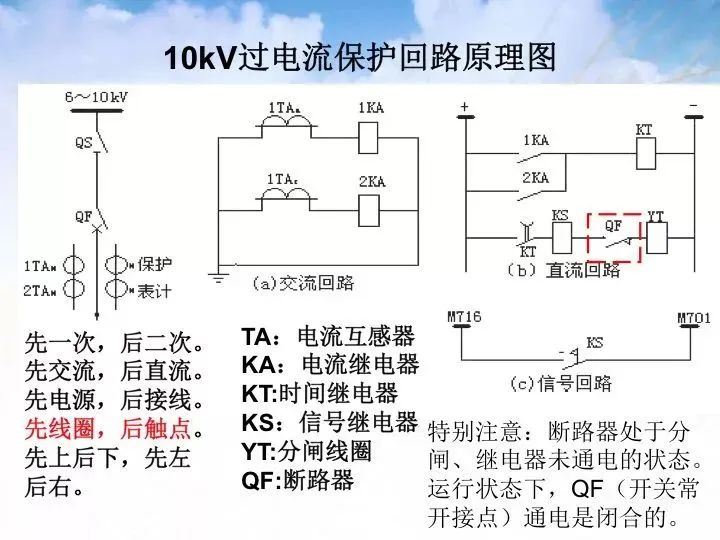 10kV过电流保护回路原理图
6～10kV
QS
QF
1TA
保护
2TA
表计
1TA
1KA
1TA
2KA
(a)交流回路
+
-
1KA
KT
2KA
KS
QF
YT
KT
(b)直流回路
M716
M701
KS
(c)信号回路
先一次，后二次。
先交流，后直流。
先电源，后接线。
先线圈，后触点。
先上后下，先左
后右。
TA：电流互感器
KA：电流继电器
KT:时间继电器
KS：信号继电器
YT:分闸线圈
QF:断路器
特别注意：断路器处于分
闸、继电器未通电的状态。
运行状态下，QF（开关常
开接点）通电是闭合的。